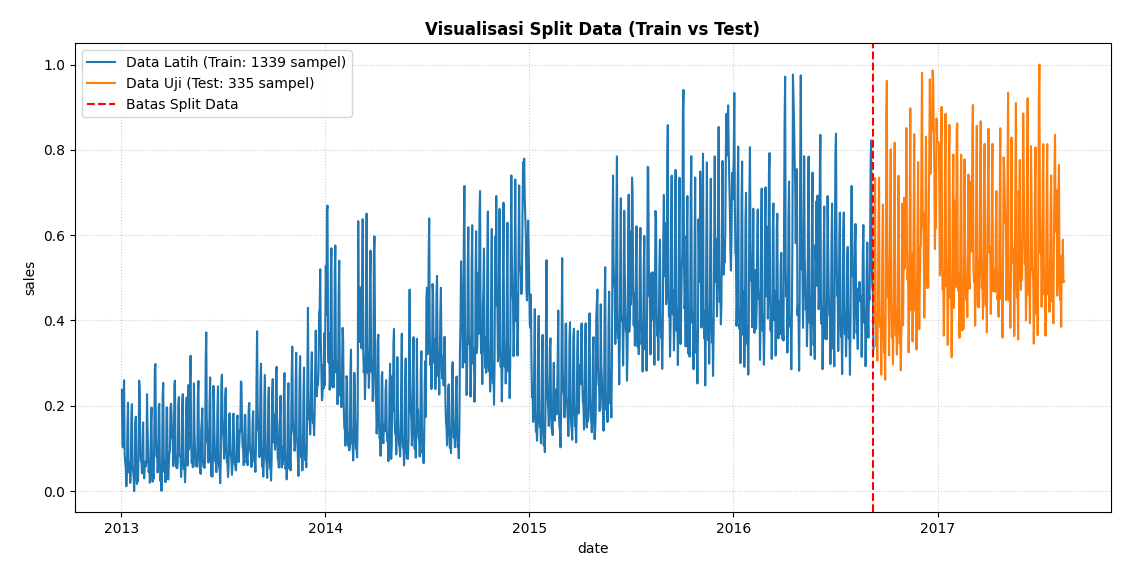 Visualisasi Split Data (Train vs Test)
Data Latih (Train: 1339 sampel)
Data Uji (Test: 335 sampel)
Batas Split Data
sales
1.0
0.8
0.6
0.4
0.2
0.0
2013
2014
2015
2016
2017
date